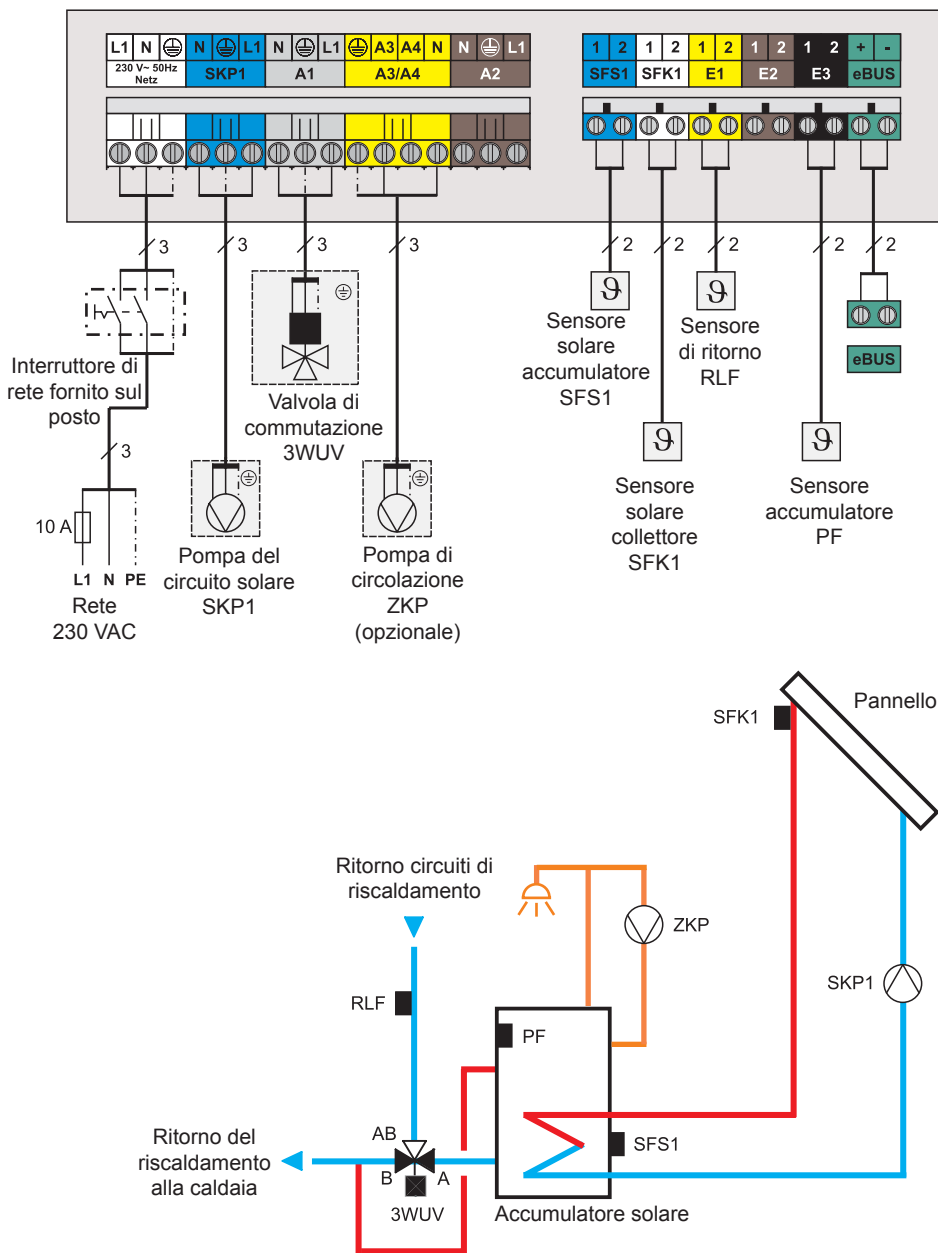 L1 N N L1 N L1 A3 A4 N N L1 1 2 1 2 1 2 1 2 1 2 + -
230 V~ 50Hz
Netz
SKP1 A1 A3/A4 A2 SFS1 SFK1 E1 E2 E3 eBUS
3 3 3 3 2 2 2 2 2
Interruttore di
rete fornito sul
posto
Valvola di
commutazione
3WUV
Sensore
solare
accumulatore
SFS1
Sensore
di ritorno
RLF
eBUS
3
10 A
L1 N PE
Rete
230 VAC
Pompa del
circuito solare
SKP1
Pompa di
circolazione
ZKP
(opzionale)
Sensore
solare
collettore
SFK1
Sensore
accumulatore
PF
Pannello
SFK1
Ritorno circuiti di
riscaldamento
ZKP
SKP1
RLF
PF
AB
SFS1
Ritorno del
riscaldamento
alla caldaia
B A
3WUV
Accumulatore solare